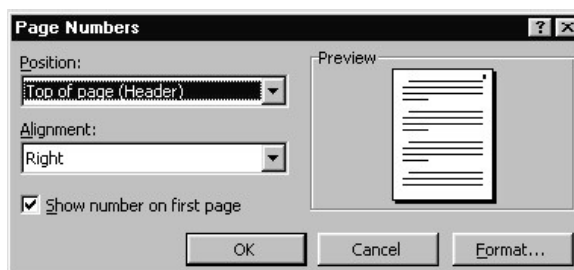 Page Numbers
Position:
Top of page (Header)
Alignment:
Right
Show number on first page
Preview
OK Cancel Format...